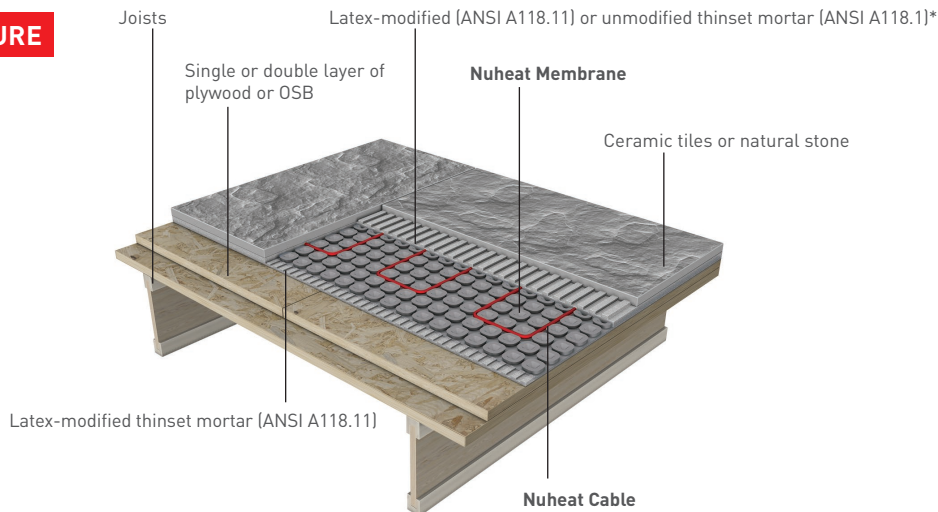 URE
Joists
Latex-modified (ANSI A118.11) or unmodified thinset mortar (ANSI A118.1)*
Single or double layer of
plywood or OSB
Nuheat Membrane
Ceramic tiles or natural stone
Latex-modified thinset mortar (ANSI A118.11)
Nuheat Cable